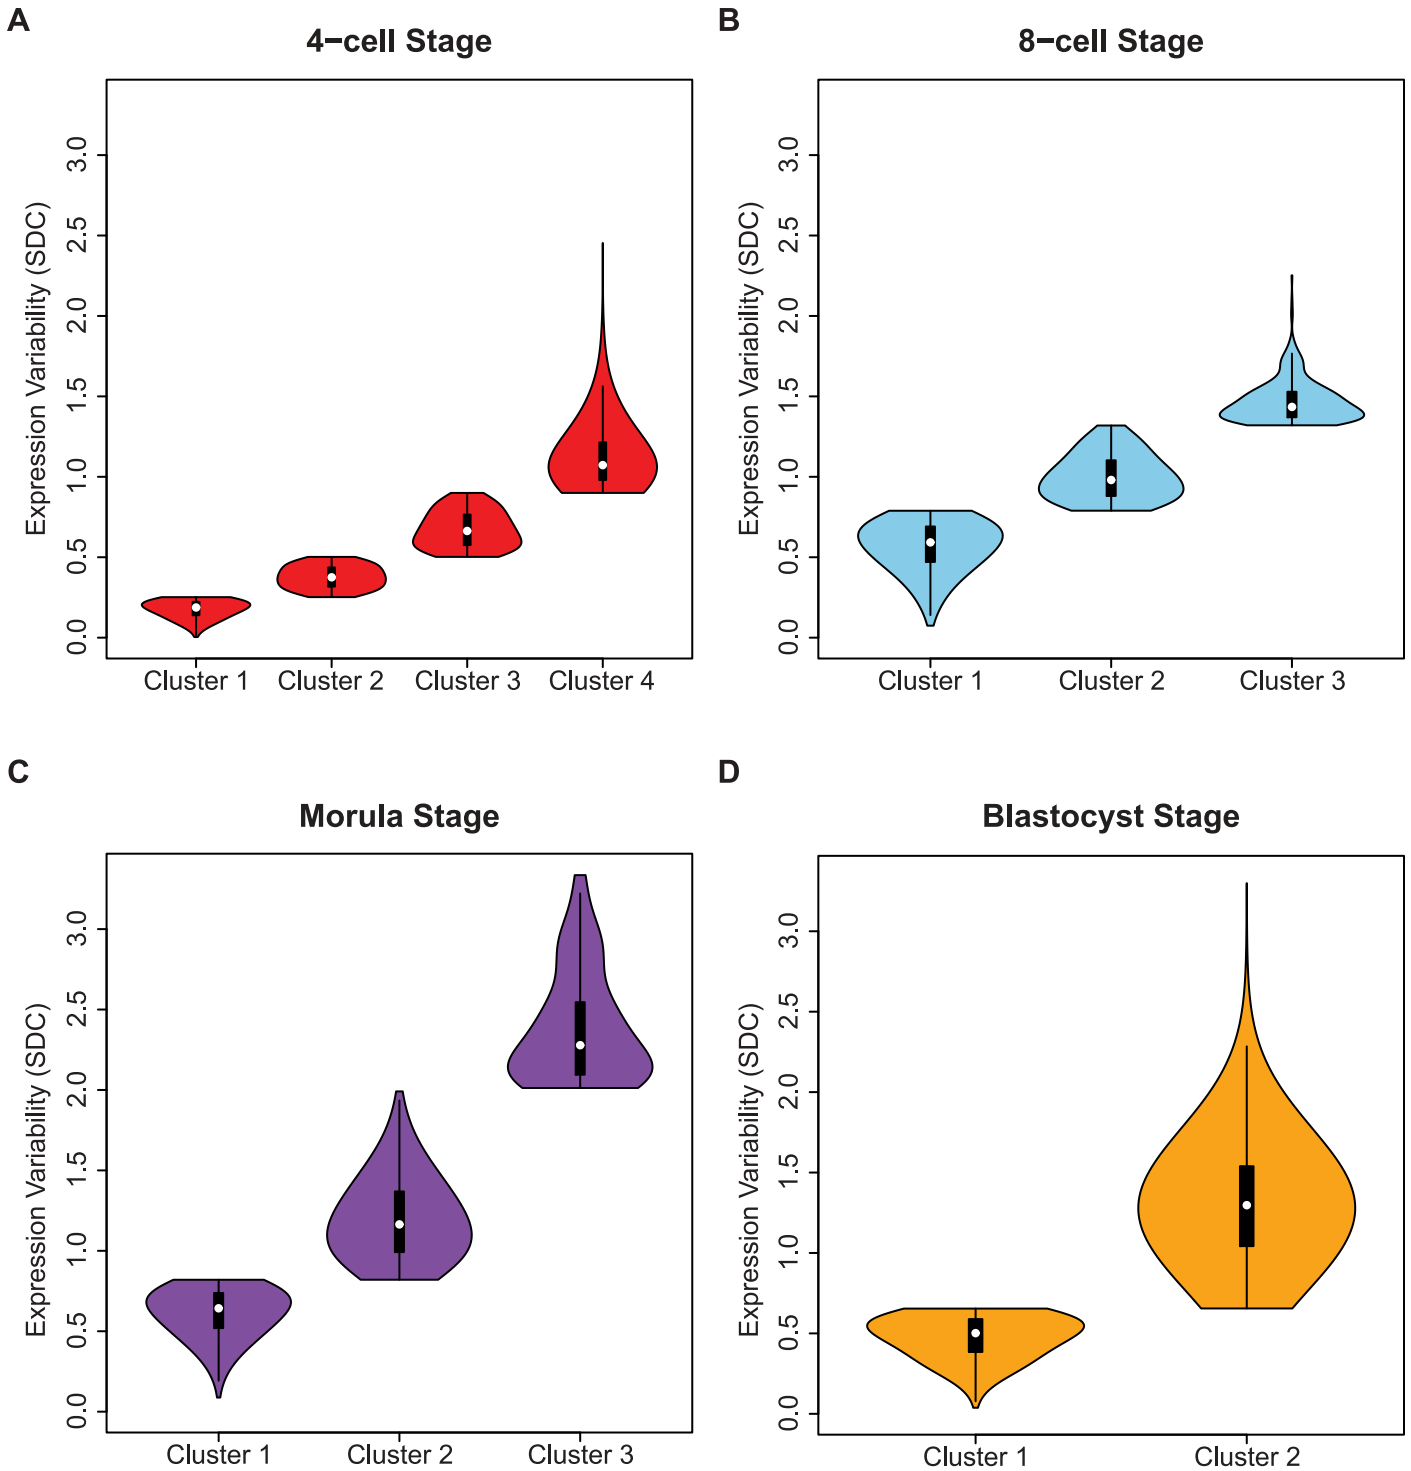 A
4−cell Stage
Expression Variability (SDC)
3.0
2.5
2.0
1.5
1.0
0.5
0.0
Cluster 1
Cluster 2
Cluster 3
Cluster 4
B
8−cell Stage
Expression Variability (SDC)
3.0
2.5
2.0
1.5
1.0
0.5
0.0
Cluster 1
Cluster 2
Cluster 3
C
Morula Stage
Expression Variability (SDC)
3.0
2.5
2.0
1.5
1.0
0.5
0.0
Cluster 1
Cluster 2
Cluster 3
D
Blastocyst Stage
Expression Variability (SDC)
3.0
2.5
2.0
1.5
1.0
0.5
0.0
Cluster 1
Cluster 2